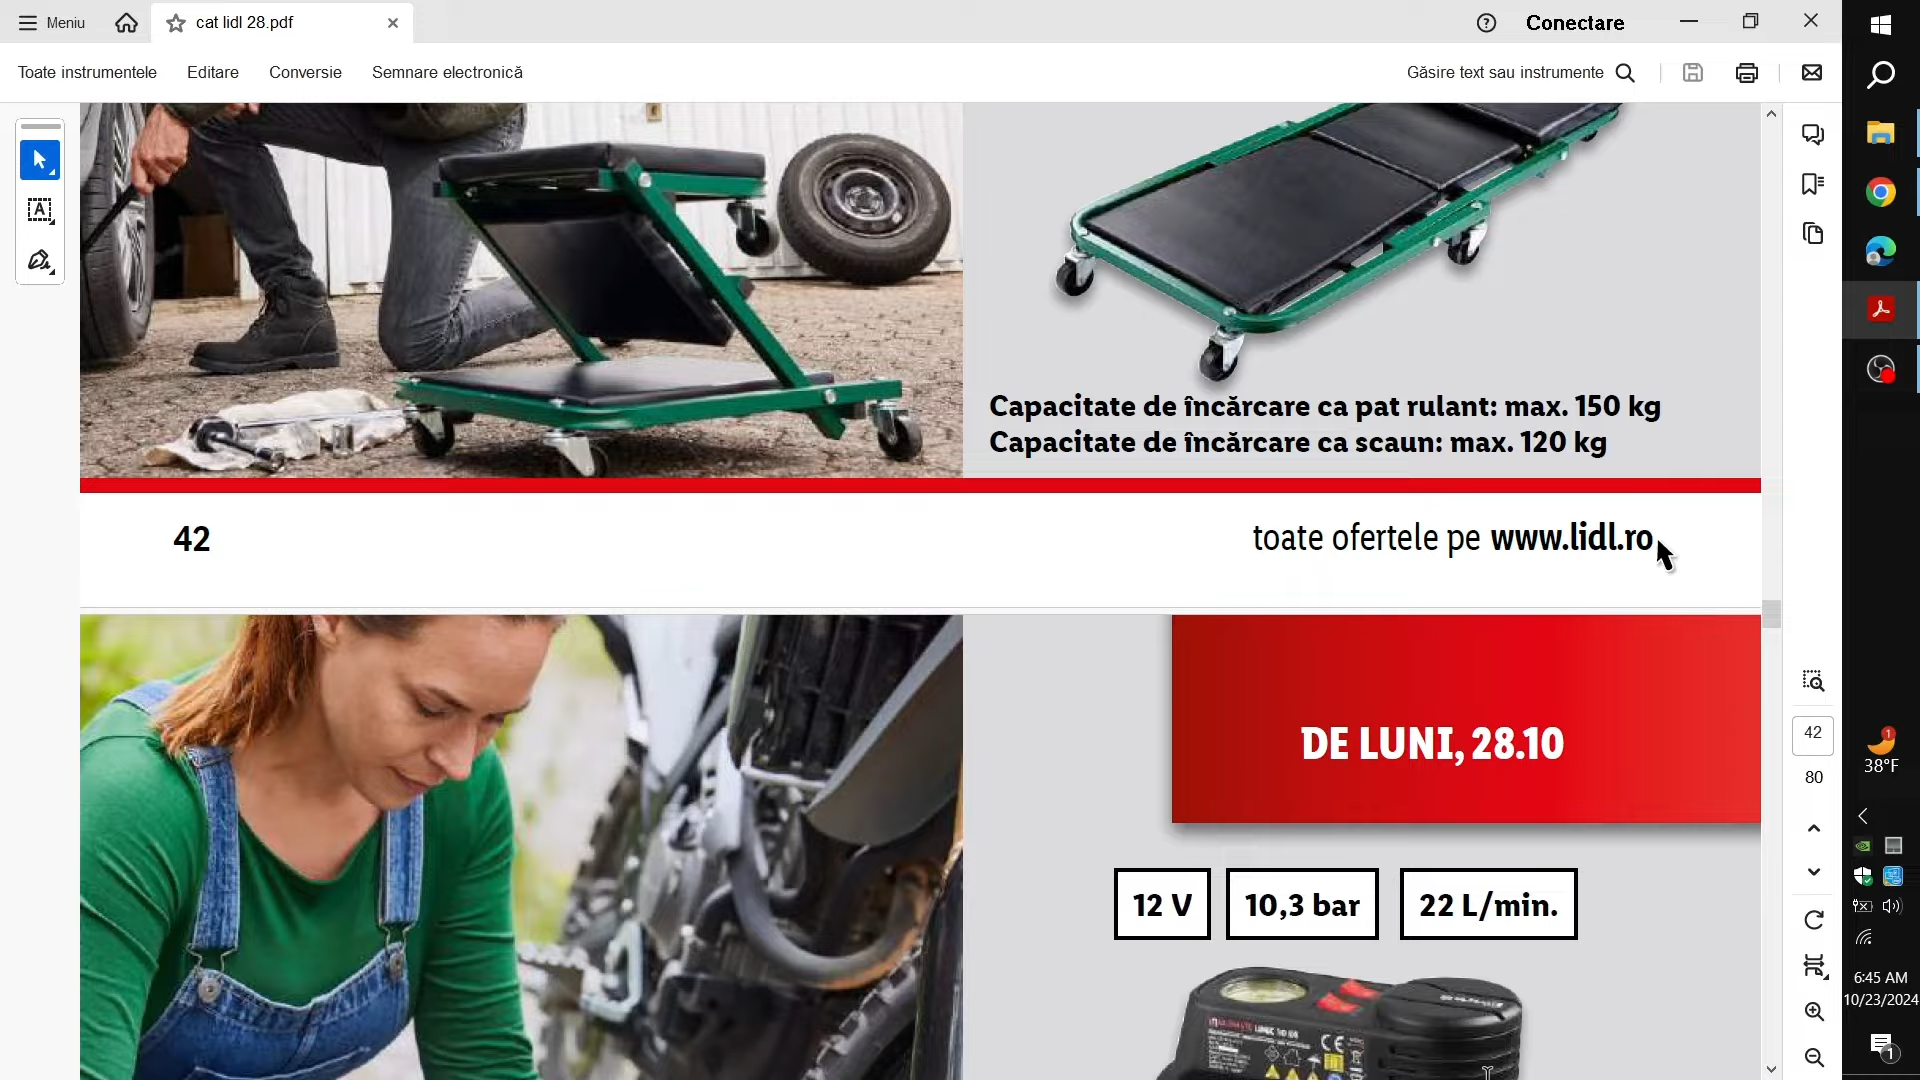 Meniu
cat lidl 28.pdf
Conectare
Toate instrumentele
Editare
Conversie
Semnare electronică
Găsire text sau instrumente
Capacitate de încărcare ca pat rulant: max. 150 kg
Capacitate de încărcare ca scaun: max. 120 kg
42
toate ofertele pe www.lidl.ro
DE LUNI, 28.10
12 V
10,3 bar
22 L/min.
CE
42
80
1
38°F
6:45 AM
10/23/2024
1